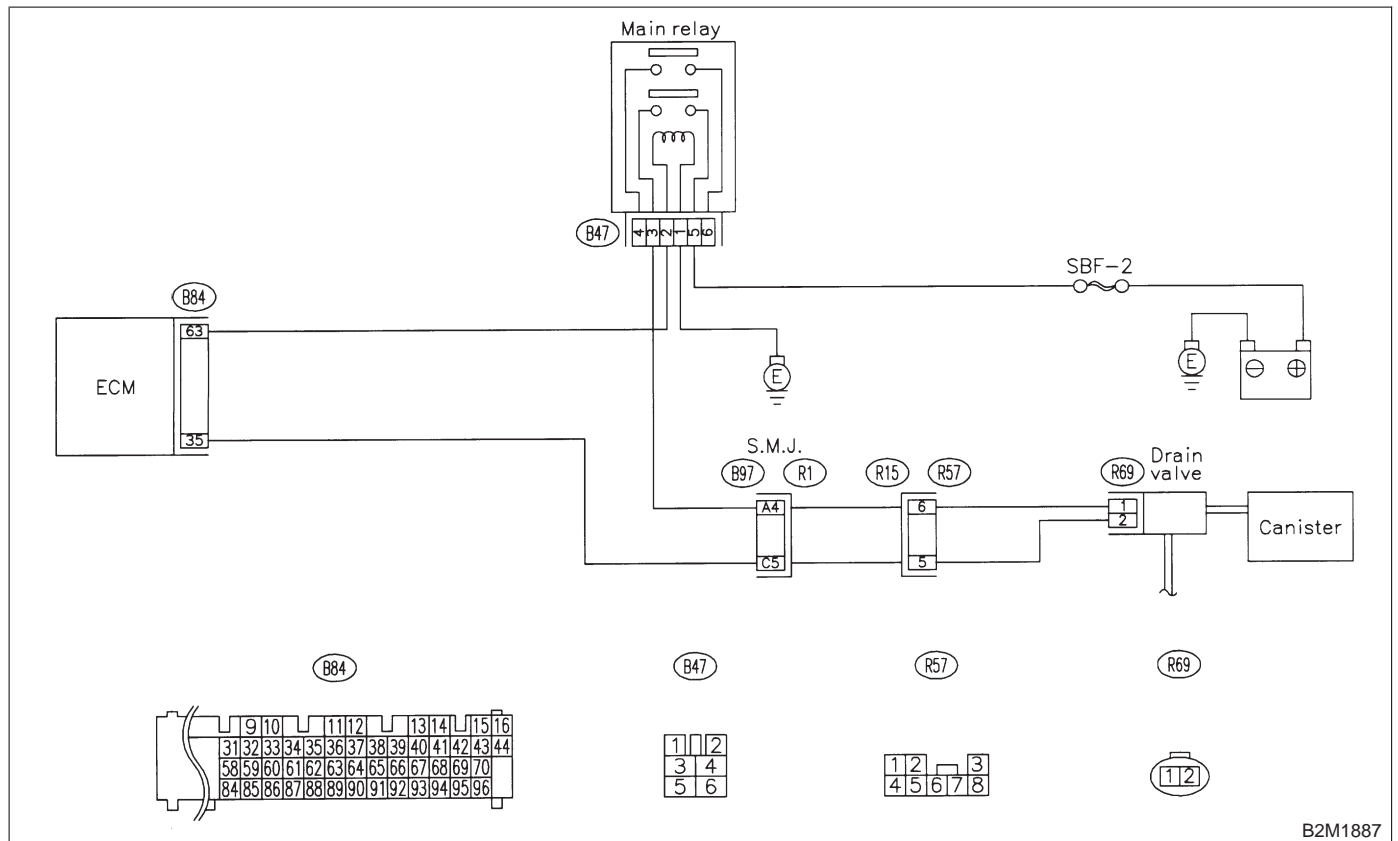 Main relay
B47
4 3 2 1 5 6
SBF-2
B84
63
ECM
35
E
E
⊖ ⊕
S.M.J.
B97 R1 R15 R57 R69 Drain valve
A4 6 1
2
Canister
C5 5
B84 B47 R57 R69
9 10 11 12 13 14 15 16
31 32 33 34 35 36 37 38 39 40 41 42 43 44
58 59 60 61 62 63 64 65 66 67 68 69 70
84 85 86 87 88 89 90 91 92 93 94 95 96
1 2
3 4
5 6
1 2 3
4 5 6 7 8
1 2
B2M1887